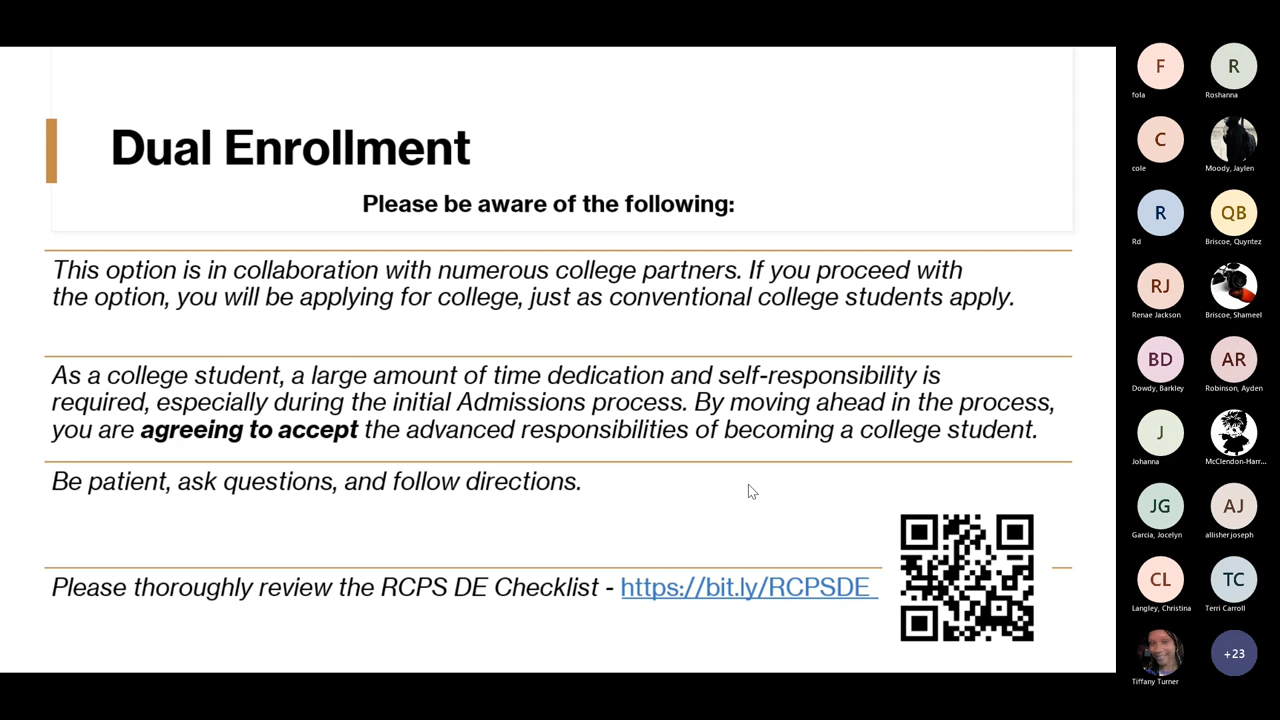 Dual Enrollment
Please be aware of the following:
This option is in collaboration with numerous college partners. If you proceed with
the option, you will be applying for college, just as conventional college students apply.
As a college student, a large amount of time dedication and self-responsibility is
required, especially during the initial Admissions process. By moving ahead in the process,
you are agreeing to accept the advanced responsibilities of becoming a college student.
Be patient, ask questions, and follow directions.
Please thoroughly review the RCPS DE Checklist - https://bit.ly/RCPSDE
F
R
fola
Roshanna
C
cole
Moody, Jaylen
R
QB
Rd
Briscoe, Quyntez
RJ
Renae Jackson
Briscoe, Shameel
BD
AR
Dowdy, Barkley
Robinson, Ayden
J
Johanna
McClendon-Harr...
JG
AJ
Garcia, Jocelyn
allisher joseph
CL
TC
Langley, Christina
Terri Carroll
+23
Tiffany Turner